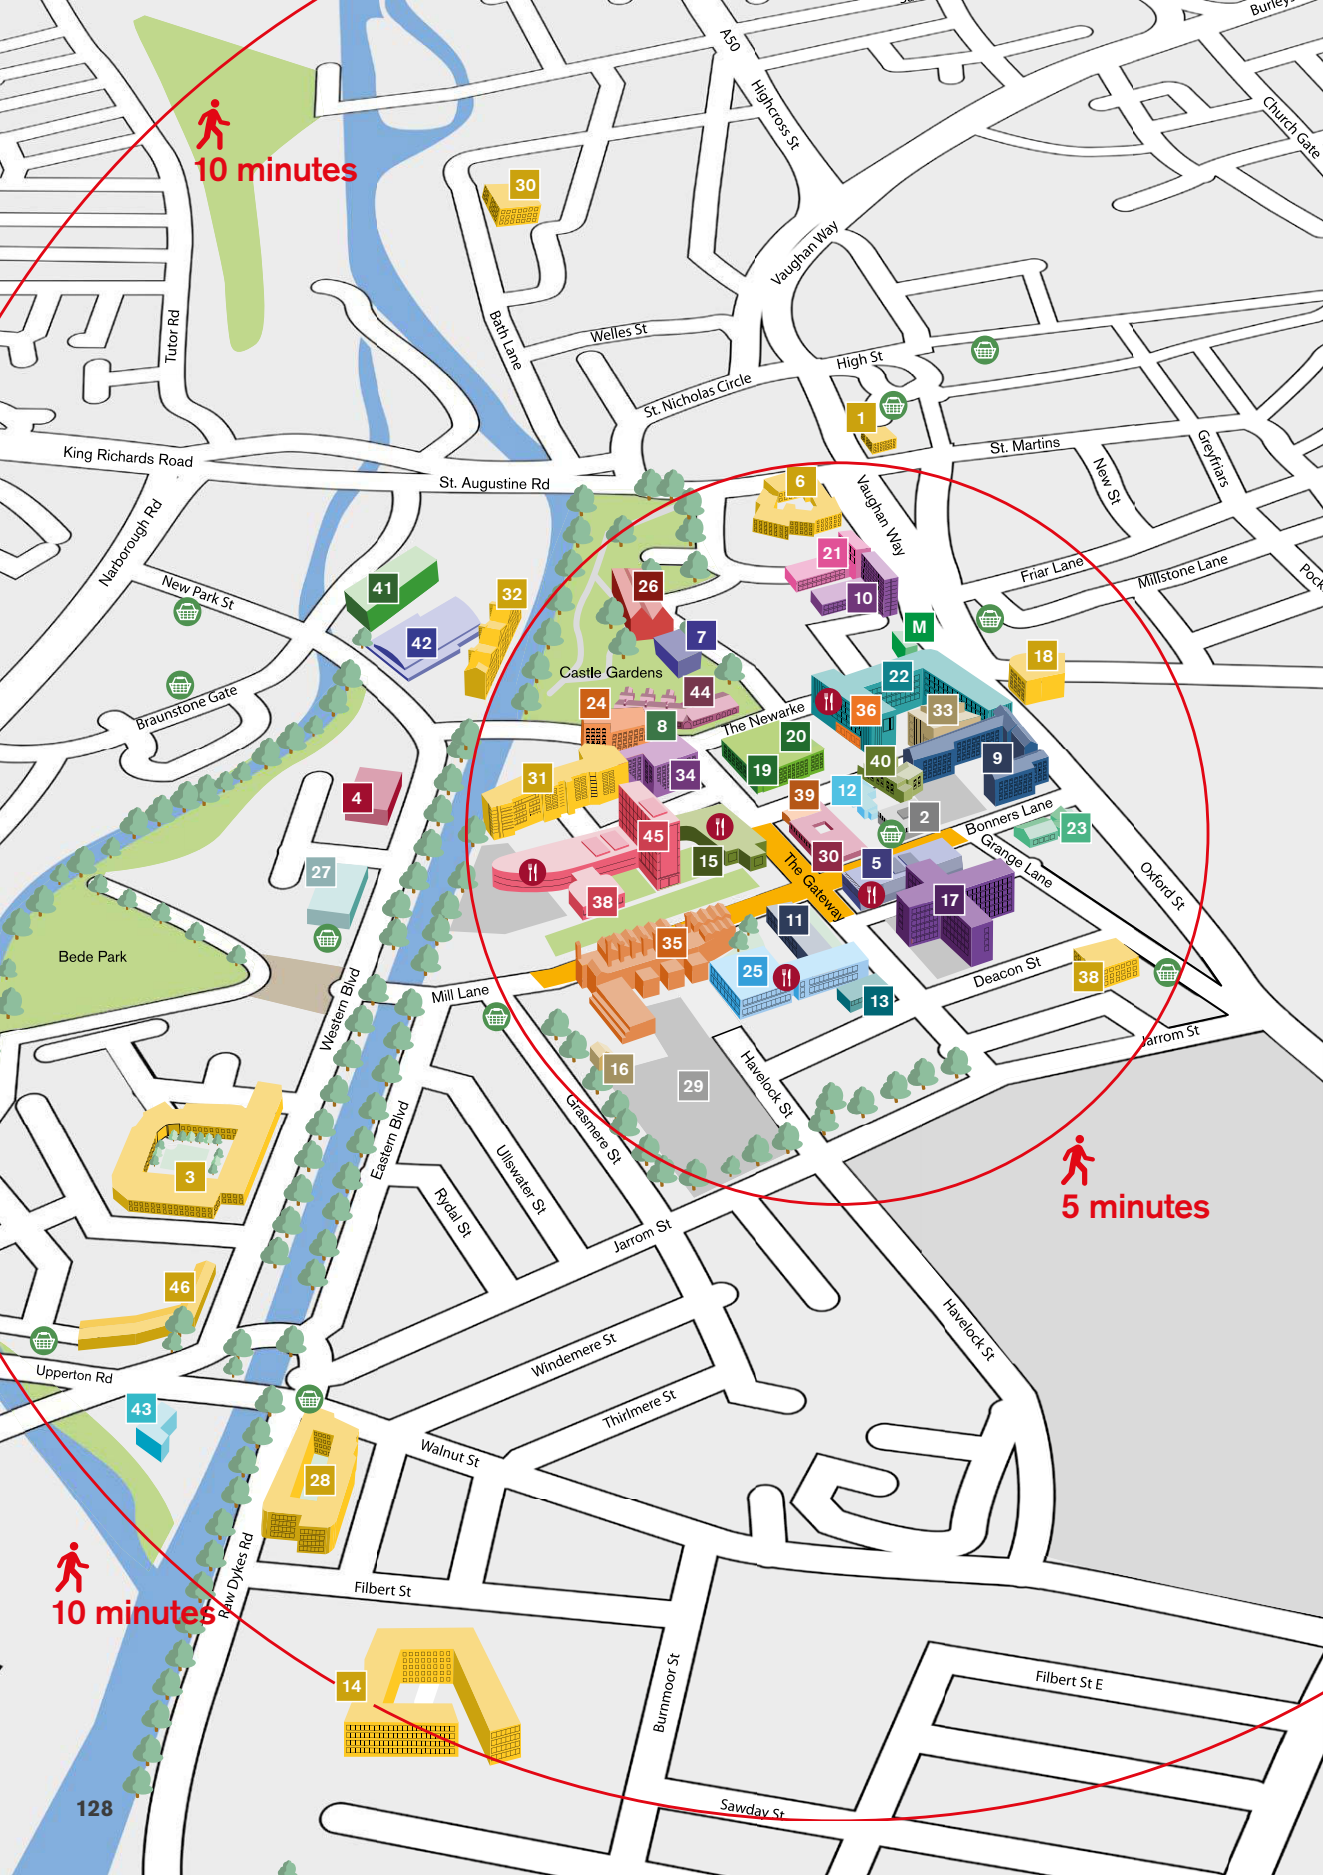 A50
Burleys
Highcross St
Church Gate
10 minutes
30
Vaughan Way
Tutor Rd
Bath Lane
Welles St
High St
St. Nicholas Circle
1
King Richards Road
St. Augustine Rd
St. Martins
Greyfriars
New St
6
Vaughan Way
Narborough Rd
New Park St
21
Friar Lane
Millstone Lane
Pock
41
32
26
10
42
7
M
18
Castle Gardens
22
Braunstone Gate
24
44
36
33
The Newarke
8
20
9
31
34
19
40
4
39
12
2
Bonners Lane
45
23
30
5
Grange Lane
15
The Gateway
Oxford St
27
38
17
11
35
Bede Park
25
Deacon St
38
Mill Lane
13
Western Blvd
Jarrom St
16
29
Havelock St
Grasmere St
Eastern Blvd
Ullswater St
3
Rydal St
5 minutes
Jarrom St
46
Havelock St
Windemere St
Upperton Rd
43
Thirlmere St
Walnut St
28
Raw Dykes Rd
Filbert St
10 minutes
14
Burnmoor St
Filbert St E
128
Sawday St